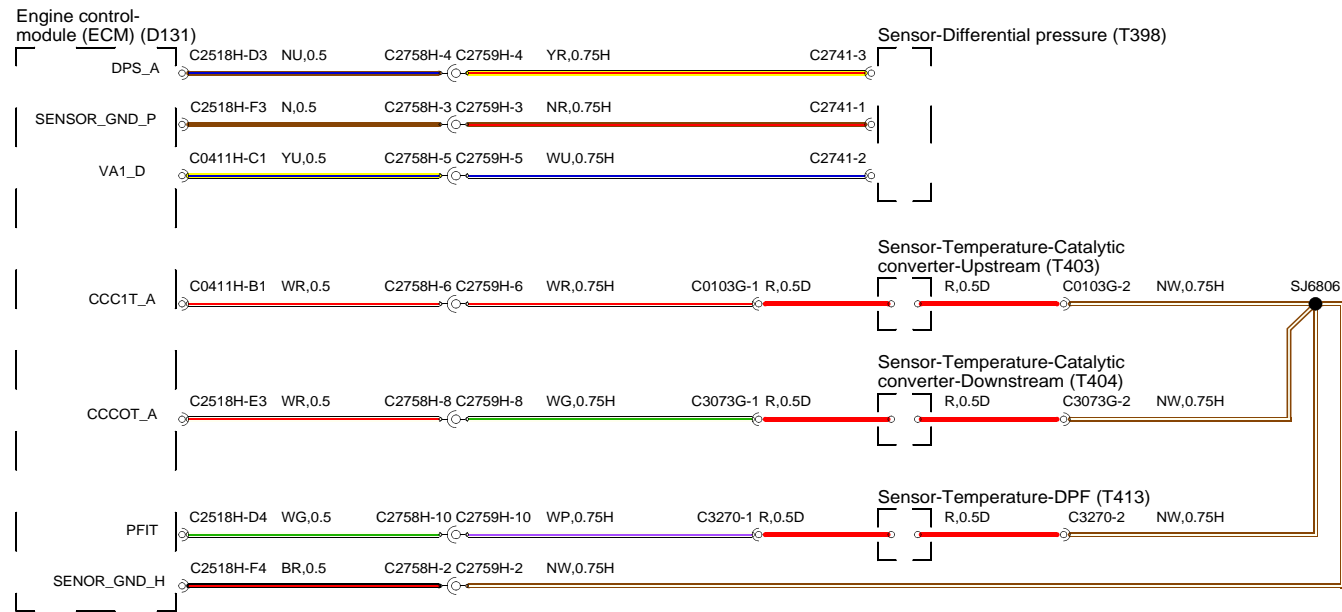 Engine control-
module (ECM) (D131)
Sensor-Differential pressure (T398)
DPS_A C2518H-D3 NU,0.5 C2758H-4 C2759H-4 YR,0.75H C2741-3
SENSOR_GND_P C2518H-F3 N,0.5 C2758H-3 C2759H-3 NR,0.75H C2741-1
VA1_D C0411H-C1 YU,0.5 C2758H-5 C2759H-5 WU,0.75H C2741-2
Sensor-Temperature-Catalytic
converter-Upstream (T403)
CCC1T_A C0411H-B1 WR,0.5 C2758H-6 C2759H-6 WR,0.75H C0103G-1 R,0.5D R,0.5D C0103G-2 NW,0.75H SJ6806
Sensor-Temperature-Catalytic
converter-Downstream (T404)
CCCOT_A C2518H-E3 WR,0.5 C2758H-8 C2759H-8 WG,0.75H C3073G-1 R,0.5D R,0.5D C3073G-2 NW,0.75H
Sensor-Temperature-DPF (T413)
PFIT C2518H-D4 WG,0.5 C2758H-10 C2759H-10 WP,0.75H C3270-1 R,0.5D R,0.5D C3270-2 NW,0.75H
SENOR_GND_H C2518H-F4 BR,0.5 C2758H-2 C2759H-2 NW,0.75H